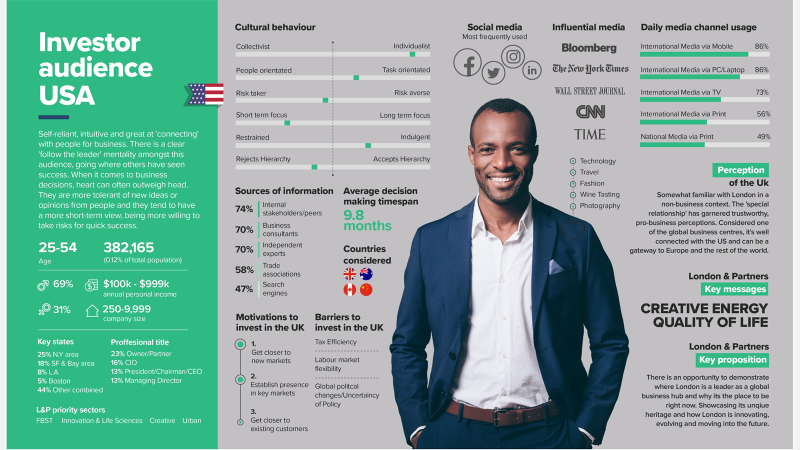 Investor
audience
USA
Self-reliant, intuitive and great at 'connecting'
with people for business. There is a clear
'follow the leader' mentality amongst this
audience, going where others have seen
success. When it comes to business
decisions, heart can often outweigh head.
They are more tolerant of new ideas or
opinions from people and they tend to have
a more short-term view, being more willing to
take risks for quick success.
25-54
Age
382,165
(0.12% of total population)
69%
$100k - $999k
annual personal income
31%
250-9,999
company size
Key states
25% N.Y area
18% SF & Bay area
8% L.A
5% Boston
44% Other combined
Proffesional title
23% Owner/Partner
16% CIO
13% President/Chairman/CEO
13% Managing Director
L&P priority sectors
FBST Innovation & Life Sciences Creative Urban
Cultural behaviour
Collectivist Individualist
People orientated Task orientated
Risk taker Risk averse
Short term focus Long term focus
Restrained Indulgent
Rejects Hierarchy Accepts Hierarchy
Sources of information
74% Internal
stakeholders/peers
70% Business
consultants
70% Independent
experts
58% Trade
associations
47% Search
engines
Average decision
making timespan
9.8
months
Countries
considered
Motivations to
invest in the UK
1.
Get closer to
new markets
2.
Establish presence
in key markets
3.
Get closer to
existing customers
Barriers to
invest in the UK
Tax Efficiency
Labour market
flexibility
Global politcal
changes/Uncertaincy
of Policy
Social media
Most frequently used
f
in
Influential media
Bloomberg
The New York Times
WALL STREET JOURNAL
CNN
TIME
Technology
Travel
Fashion
Wine Tasting
Photography
Daily media channel usage
International Media via Mobile 86%
International Media via PC/Laptop 86%
International Media via TV 73%
International Media via Print 56%
National Media via Print 49%
Perception
of the Uk
Somewhat familiar with London in a
non-business context. The 'special
relationship' has garnered trustworthy,
pro-business perceptions. Considered one
of the global business centres, it's well
connected with the US and can be a
gateway to Europe and the rest of the world.
London & Partners
Key messages
CREATIVE ENERGY
QUALITY OF LIFE
London & Partners
Key proposition
There is an opportunity to demonstrate
where London is a leader as a global
business hub and why its the place to be
right now. Showcasing its unqiue
heritage and how London is innovating,
evolving and moving into the future.